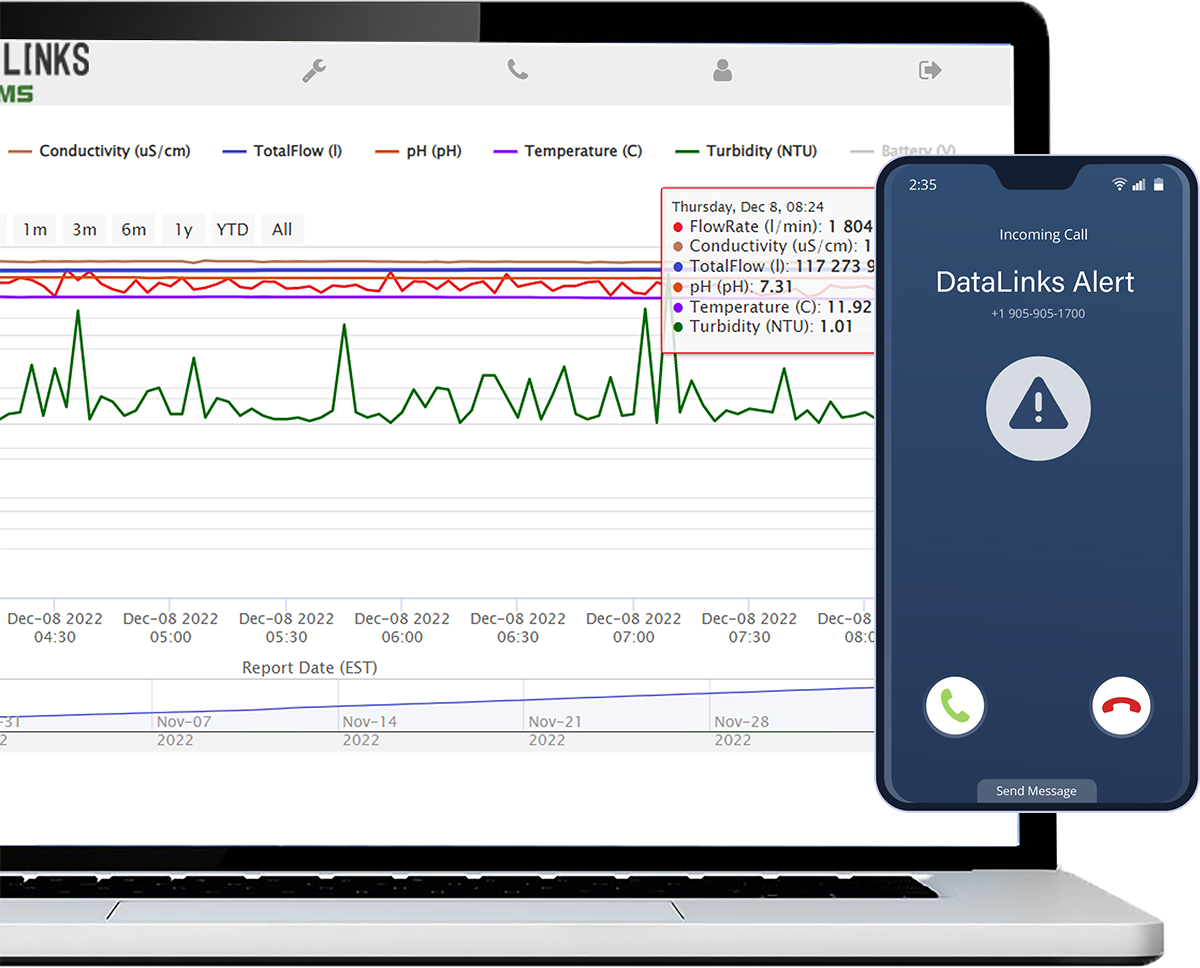 LINKS
MS
Conductivity (uS/cm) TotalFlow (l) pH (pH) Temperature (C) Turbidity (NTU) Battery (V)
1m 3m 6m 1y YTD All
Thursday, Dec 8, 08:24
FlowRate (l/min): 1 804
Conductivity (uS/cm): 1
TotalFlow (l): 117 273 9
pH (pH): 7.31
Temperature (C): 11.92
Turbidity (NTU): 1.01
Dec-08 2022 Dec-08 2022 Dec-08 2022 Dec-08 2022 Dec-08 2022 Dec-08 2022 Dec-08 2022 Dec-08
04:30 05:00 05:30 06:00 06:30 07:00 07:30 08:0
Report Date (EST)
-31 Nov-07 Nov-14 Nov-21 Nov-28
2 2022 2022 2022 2022
2:35
Incoming Call
DataLinks Alert
+1 905-905-1700
Send Message